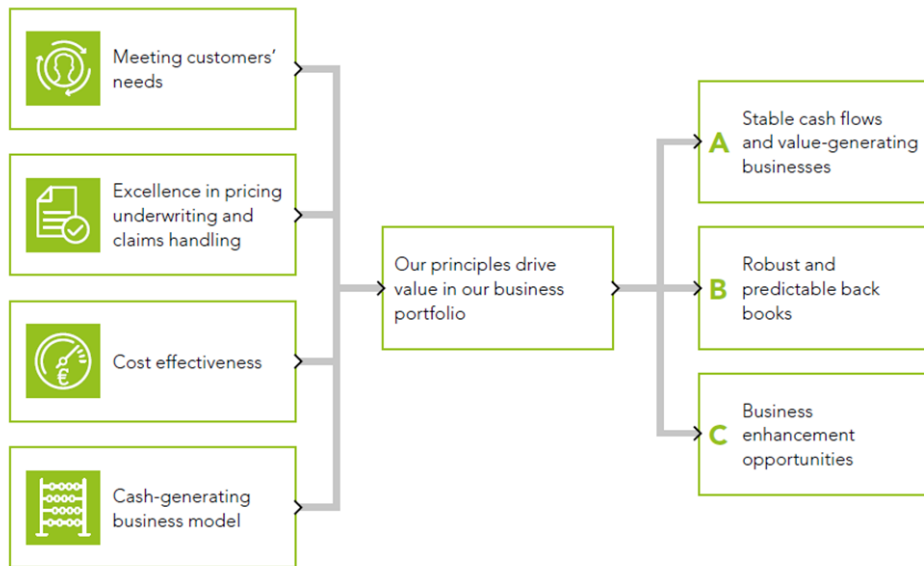 Meeting customers'
needs
Excellence in pricing
underwriting and
claims handling
€
Cost effectiveness
Cash-generating
business model
Our principles drive
value in our business
portfolio
A
Stable cash flows
and value-generating
businesses
B
Robust and
predictable back
books
C
Business
enhancement
opportunities